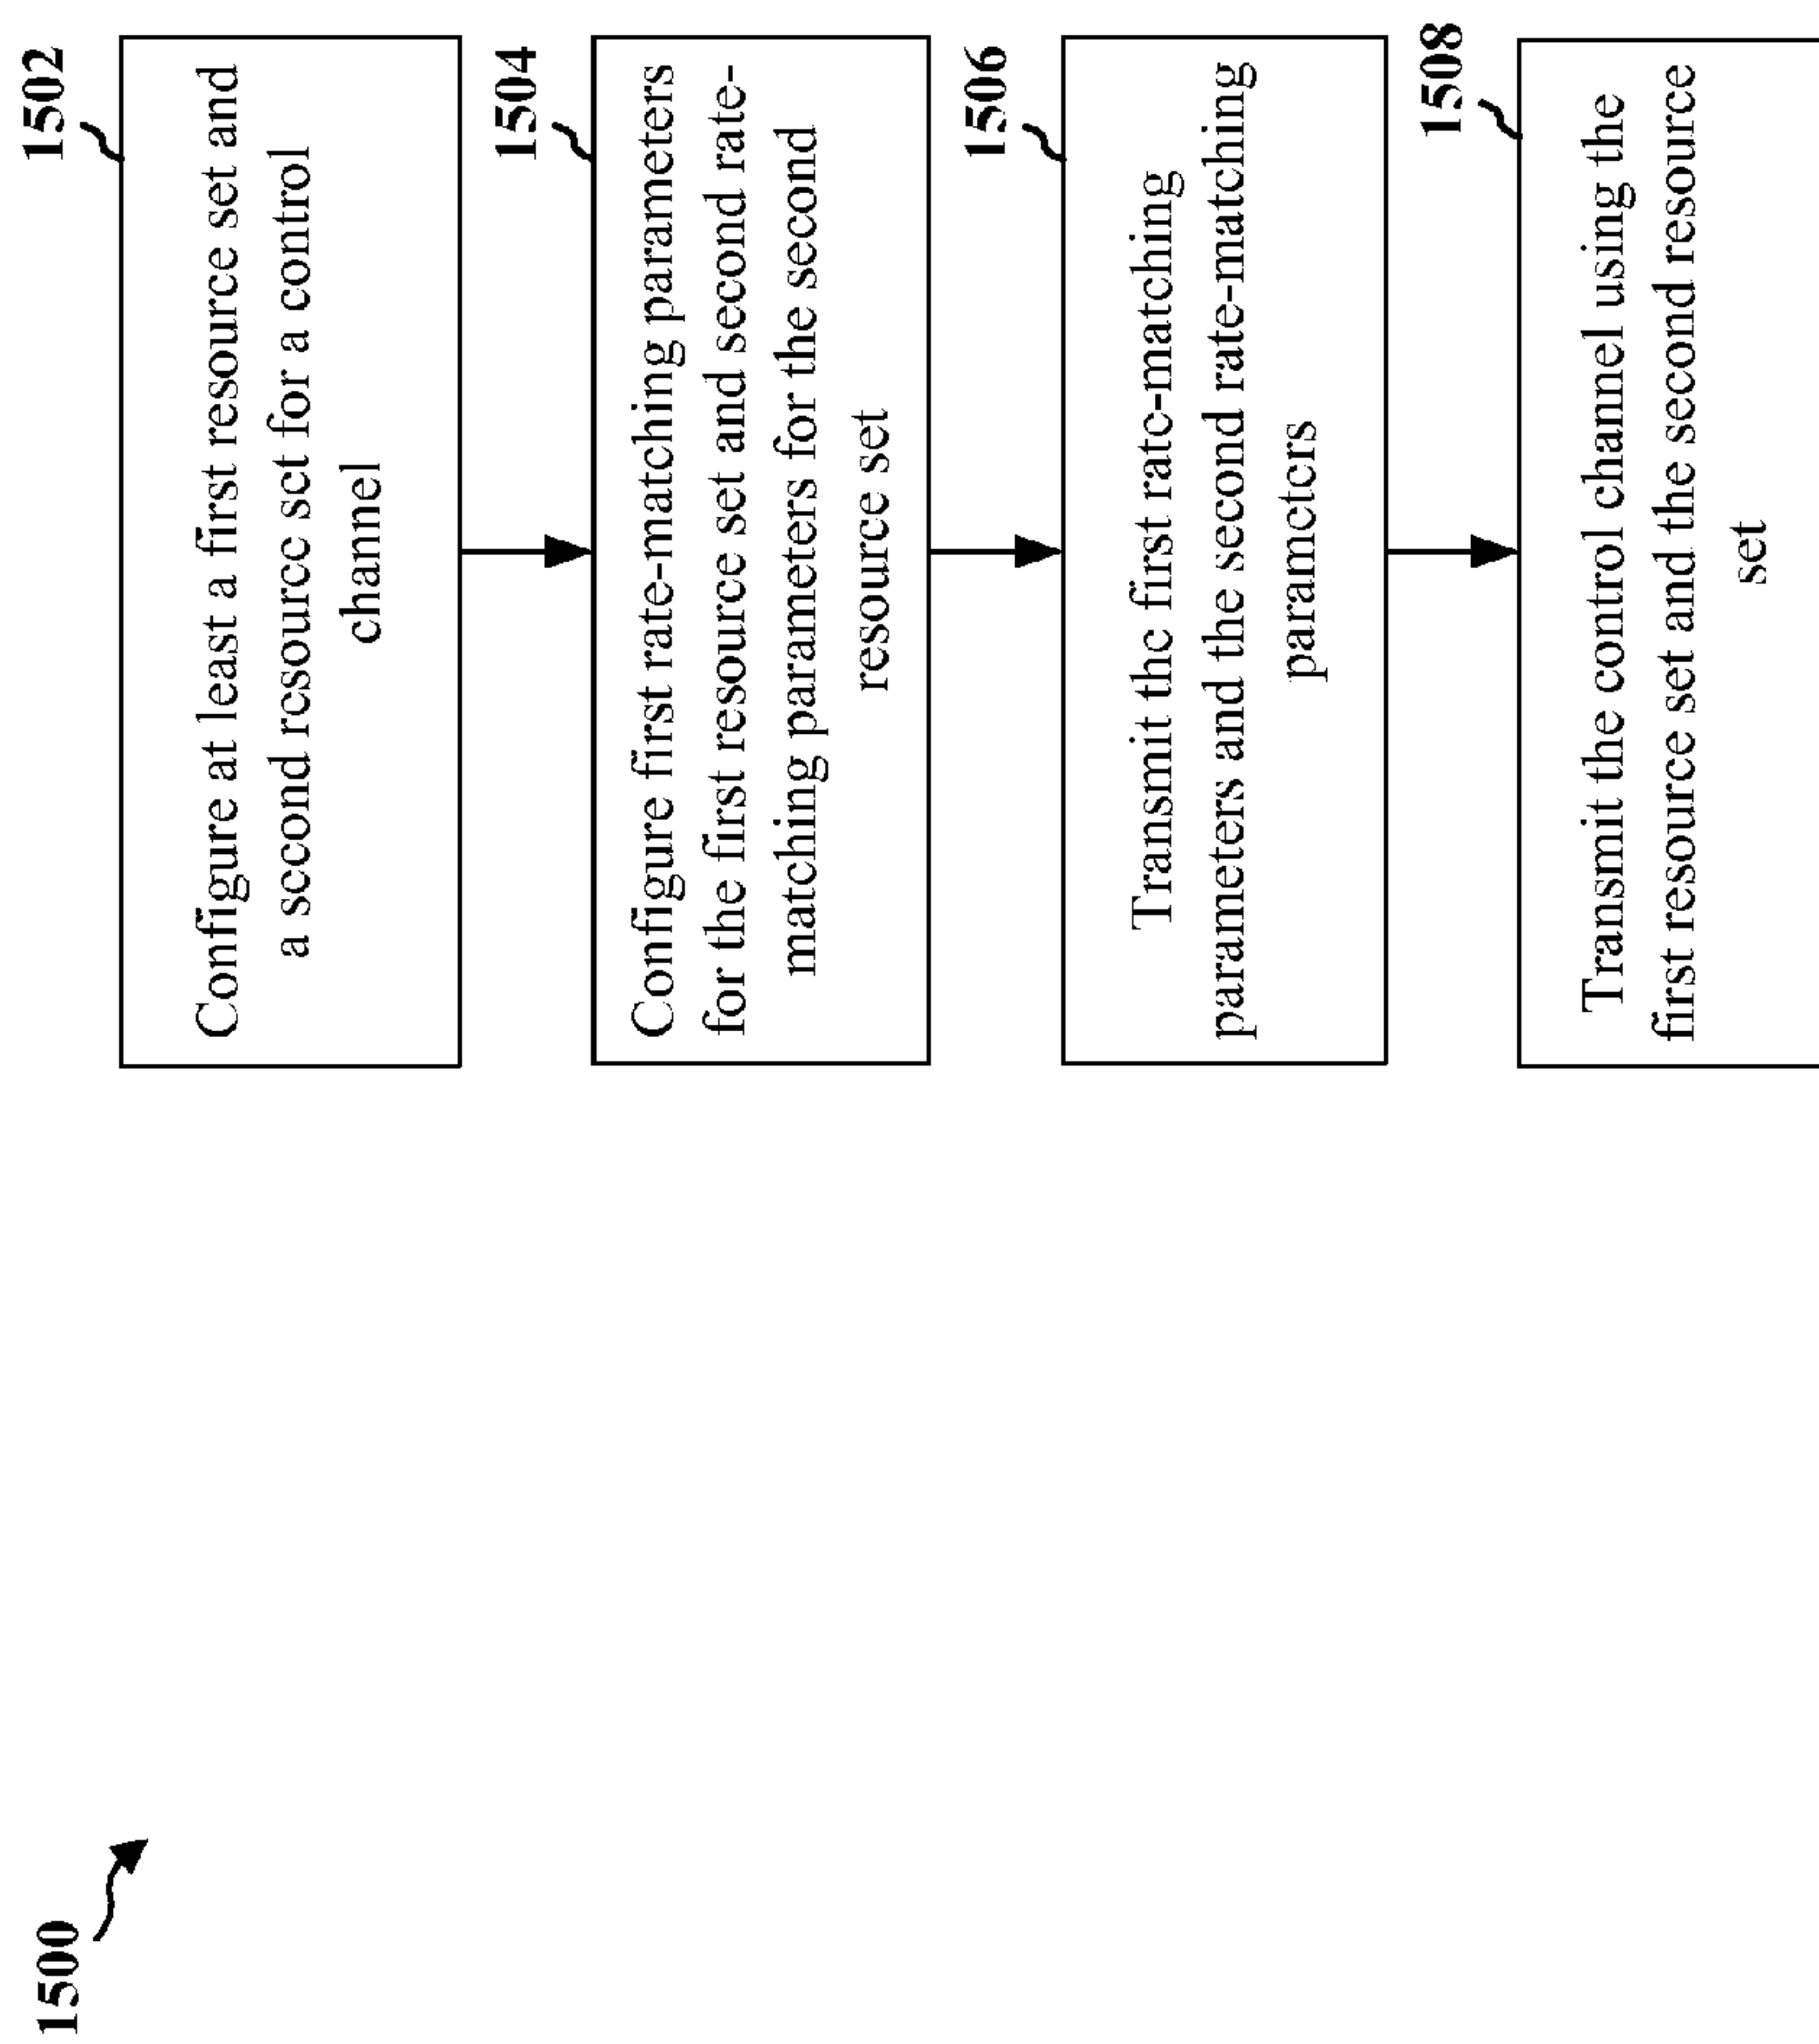 1500
1502
Configure at least a first resource set and
a second resource set for a control
channel
1504
Configure first rate-matching parameters
for the first resource set and second rate-
matching parameters for the second
resource set
1506
Transmit the first rate-matching
parameters and the second rate-matching
parameters
1508
Transmit the control channel using the
first resource set and the second resource
set